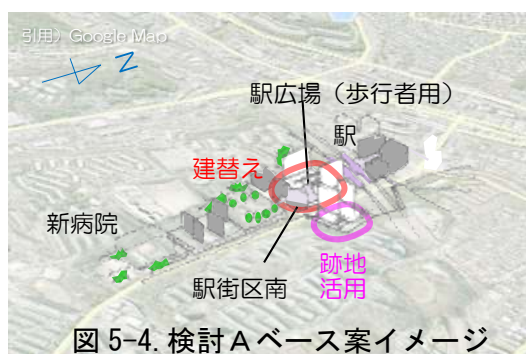 引用）Google Map
Z
駅広場（歩行者用）
駅
建替え
新病院
駅街区南
跡地
活用
図 5-4. 検討Ａベース案イメージ